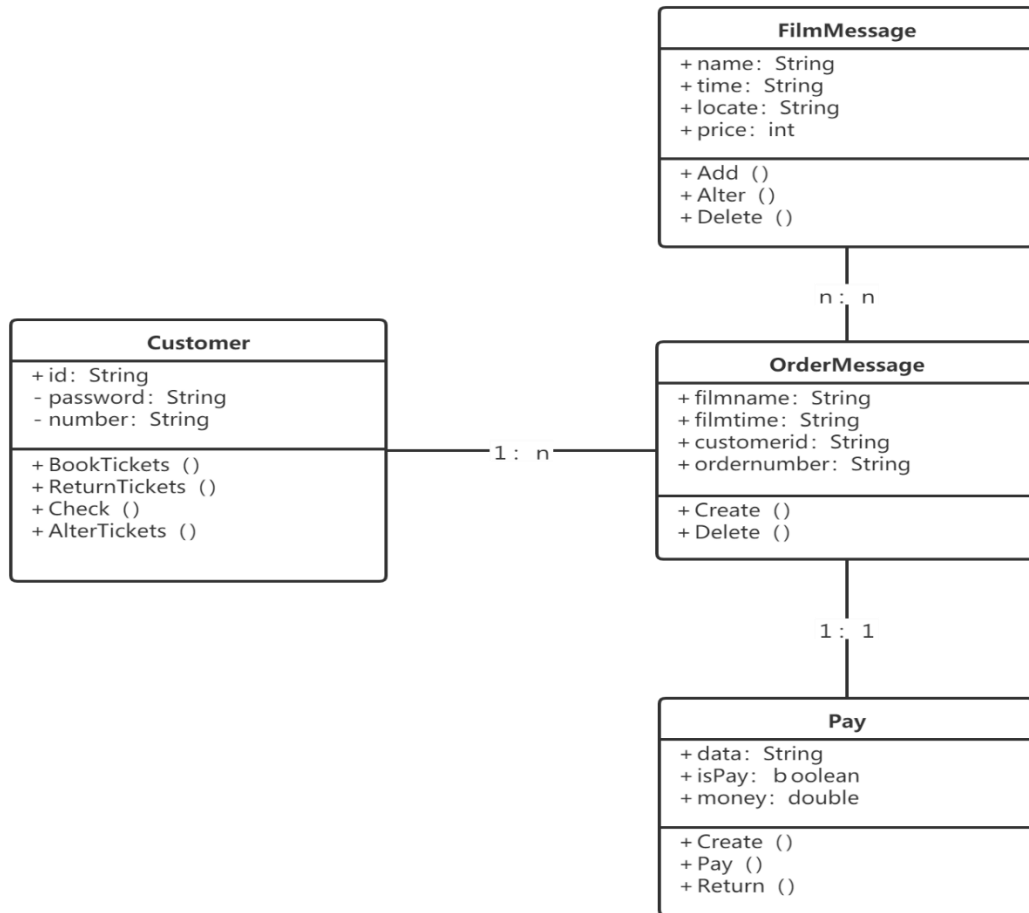 FilmMessage
+ name: String
+ time: String
+ locate: String
+ price: int
+ Add ()
+ Alter ()
+ Delete ()
n: n
Customer
+ id: String
- password: String
- number: String
+ BookTickets ()
+ ReturnTickets ()
+ Check ()
+ AlterTickets ()
1: n
OrderMessage
+ filmname: String
+ filmtime: String
+ customerid: String
+ ordernumber: String
+ Create ()
+ Delete ()
1: 1
Pay
+ data: String
+ isPay: boolean
+ money: double
+ Create ()
+ Pay ()
+ Return ()